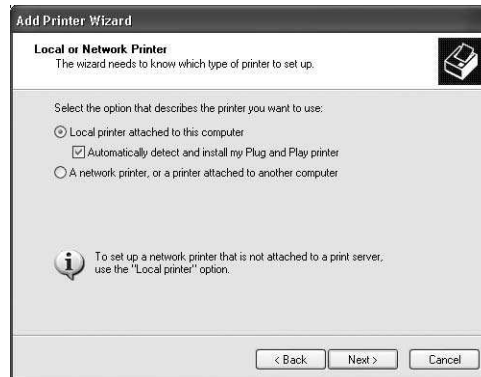 Add Printer Wizard
Local or Network Printer
The wizard needs to know which type of printer to set up.
Select the option that describes the printer you want to use:
Local printer attached to this computer
Automatically detect and install my Plug and Play printer
A network printer, or a printer attached to another computer
To set up a network printer that is not attached to a print server,
use the "Local printer" option.
< Back Next > Cancel